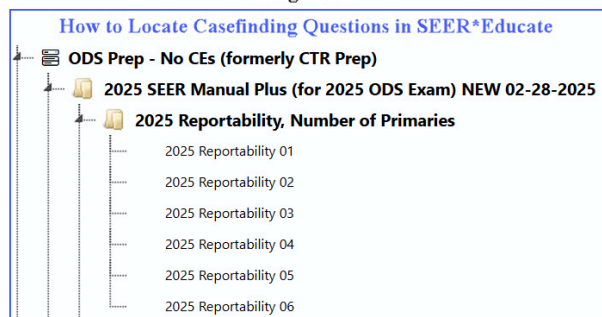 How to Locate Casefinding Questions in SEER*Educate
ODS Prep - No CEs (formerly CTR Prep)
2025 SEER Manual Plus (for 2025 ODS Exam) NEW 02-28-2025
2025 Reportability, Number of Primaries
2025 Reportability 01
2025 Reportability 02
2025 Reportability 03
2025 Reportability 04
2025 Reportability 05
2025 Reportability 06